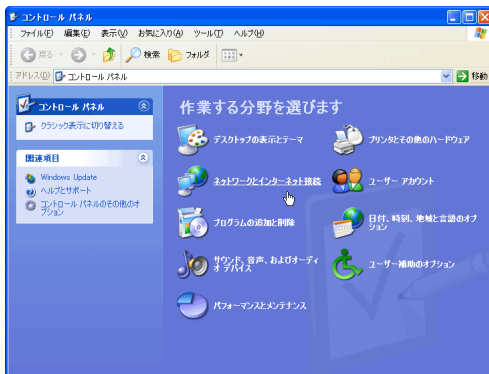 コントロール パネル
ファイル(F) 編集(E) 表示(V) お気に入り(A) ツール(T) ヘルプ(H)
戻る 検索 フォルダ
アドレス(D) コントロール パネル 移動
コントロール パネル
クラシック表示に切り替える
関連項目
Windows Update
ヘルプとサポート
コントロール パネルのその他のオ
プション
作業する分野を選びます
デスクトップの表示とテーマ
プリンタとその他のハードウェア
ネットワークとインターネット接続
ユーザー アカウント
プログラムの追加と削除
日付、時刻、地域と言語のオプ
ション
サウンド、音声、およびオーディ
オ デバイス
ユーザー補助のオプション
パフォーマンスとメンテナンス